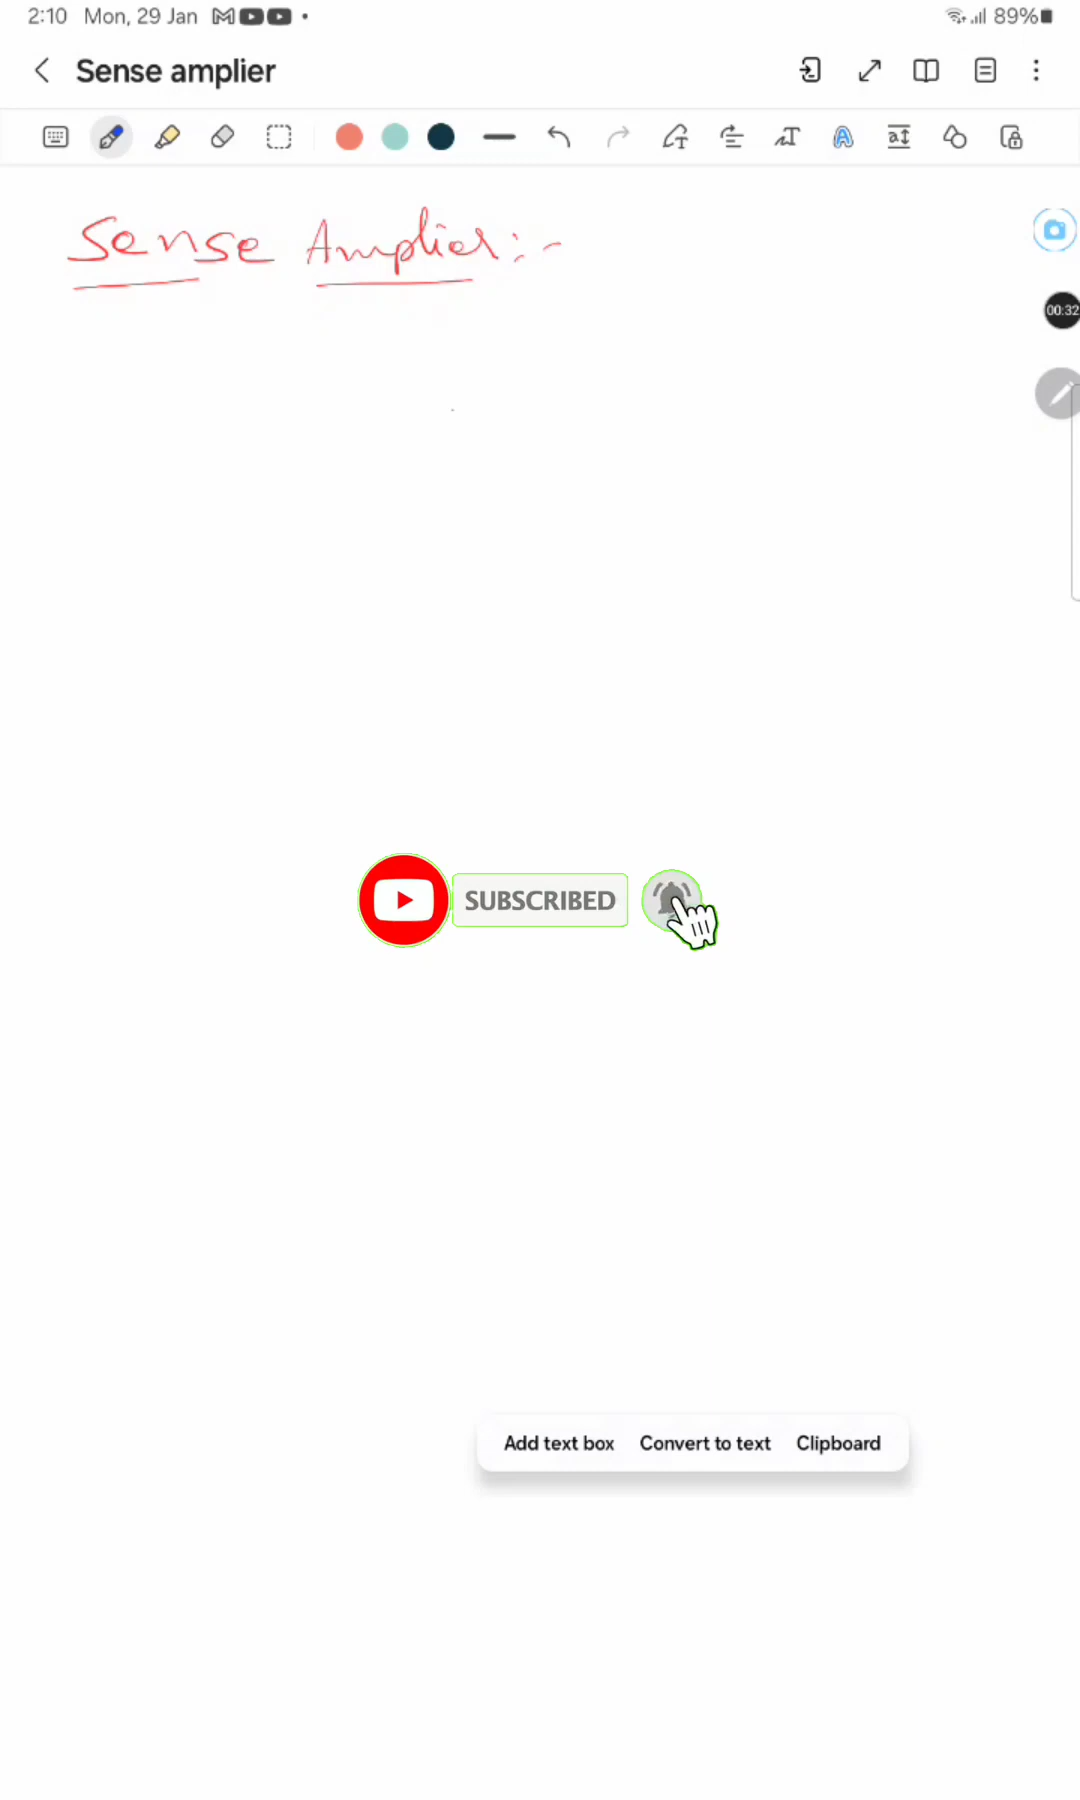 2:10 Mon, 29 Jan 89%
Sense amplier
Sense Amplier:-
00:32
SUBSCRIBED
Add text box Convert to text Clipboard